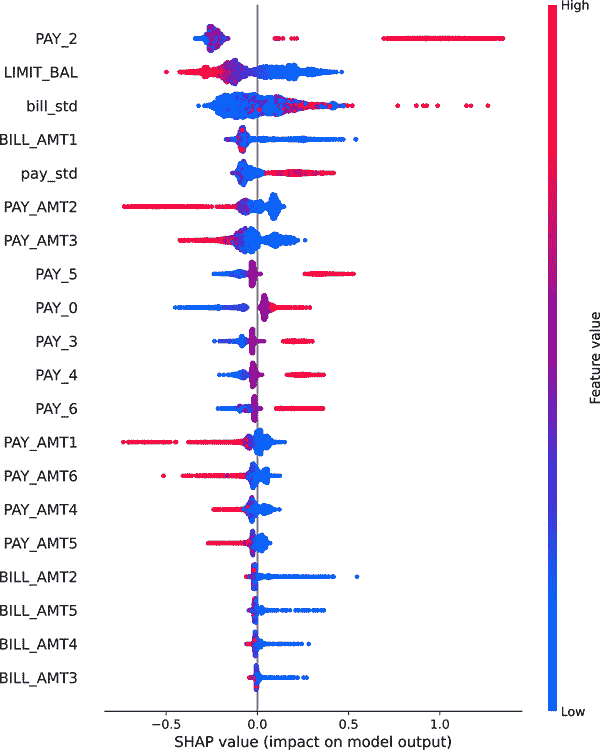 High
PAY_2
LIMIT_BAL
bill_std
BILL_AMT1
pay_std
PAY_AMT2
PAY_AMT3
PAY_5
PAY_0
PAY_3
PAY_4
PAY_6
PAY_AMT1
PAY_AMT6
PAY_AMT4
PAY_AMT5
BILL_AMT2
BILL_AMT5
BILL_AMT4
BILL_AMT3
Feature value
Low
−0.5 0.0 0.5 1.0
SHAP value (impact on model output)